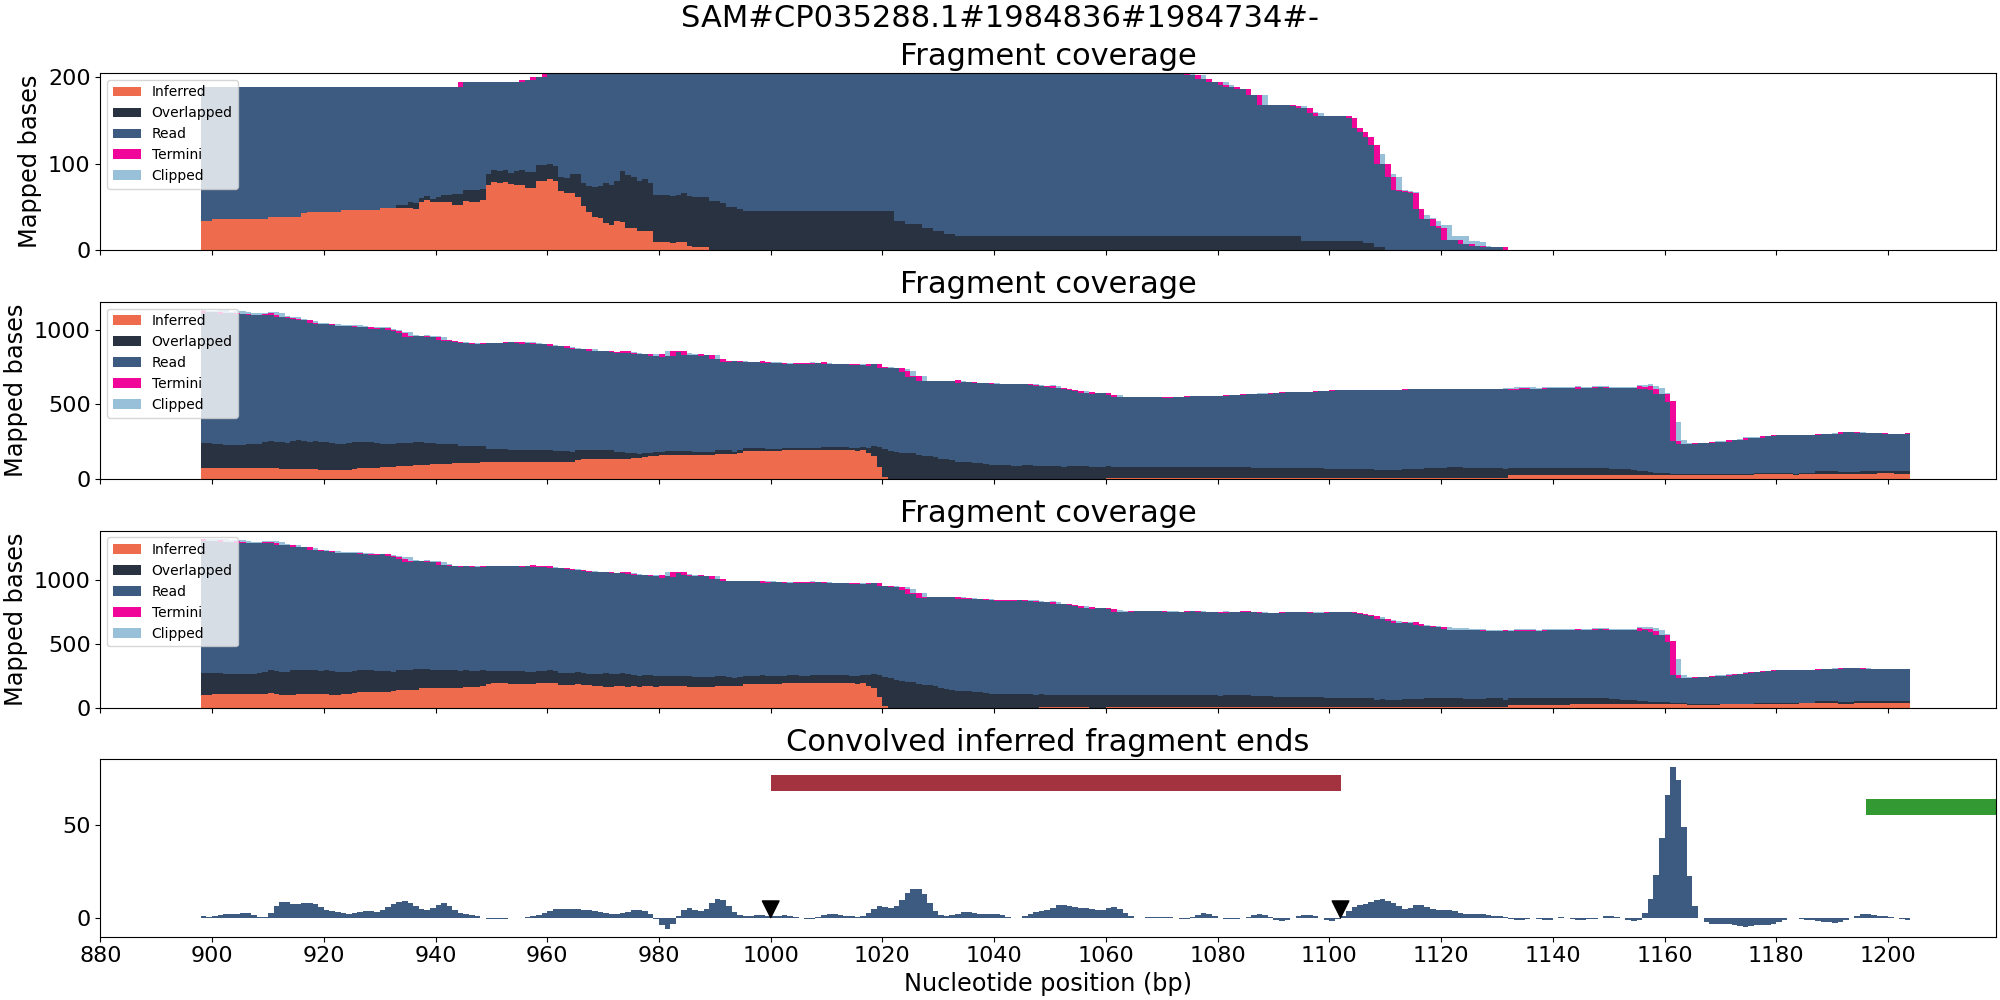 SAM#CP035288.1#1984836#1984734#-
Fragment coverage
Mapped bases
200
100
0
Inferred
Overlapped
Read
Termini
Clipped
Fragment coverage
Mapped bases
1000
500
0
Inferred
Overlapped
Read
Termini
Clipped
Fragment coverage
Mapped bases
1000
500
0
Inferred
Overlapped
Read
Termini
Clipped
Convolved inferred fragment ends
50
0
880 900 920 940 960 980 1000 1020 1040 1060 1080 1100 1120 1140 1160 1180 1200
Nucleotide position (bp)